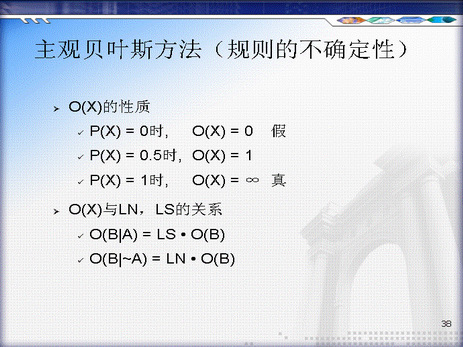 主观贝叶斯方法（规则的不确定性）
O(X)的性质
P(X) = 0时， O(X) = 0 假
P(X) = 0.5时，O(X) = 1
P(X) = 1时， O(X) = ∞ 真
O(X)与LN，LS的关系
O(B|A) = LS • O(B)
O(B|~A) = LN • O(B)
38